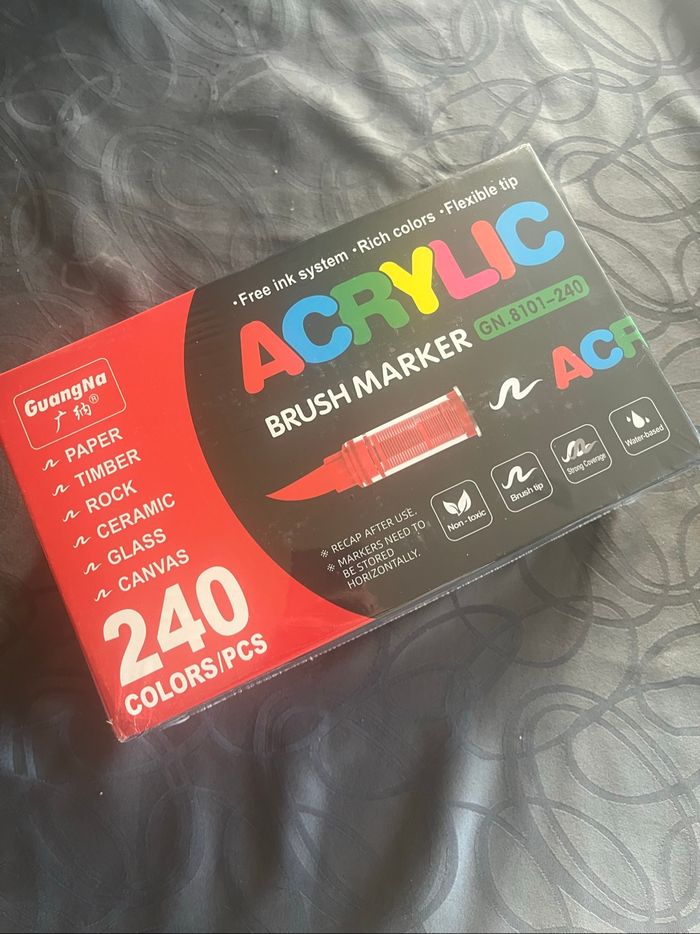 ·Free ink system ·Rich colors ·Flexible tip
ACRYLIC
BRUSH MARKER GN.8101-240
GuangNa
广纳®
PAPER
TIMBER
ROCK
CERAMIC
GLASS
CANVAS
240
COLORS/PCS
※ RECAP AFTER USE.
※ MARKERS NEED TO
BE STORED
HORIZONTALLY.
Non-toxic
Brush tip
Strong Coverage
Water-based
ACR